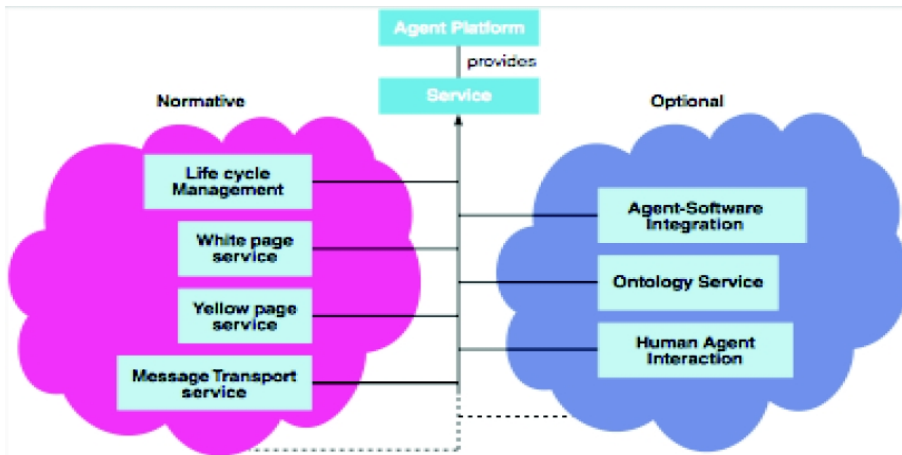 Agent Platform
provides
Service
Normative
Optional
Life cycle
Management
White page
service
Yellow page
service
Message Transport
service
Agent-Software
Integration
Ontology Service
Human Agent
Interaction